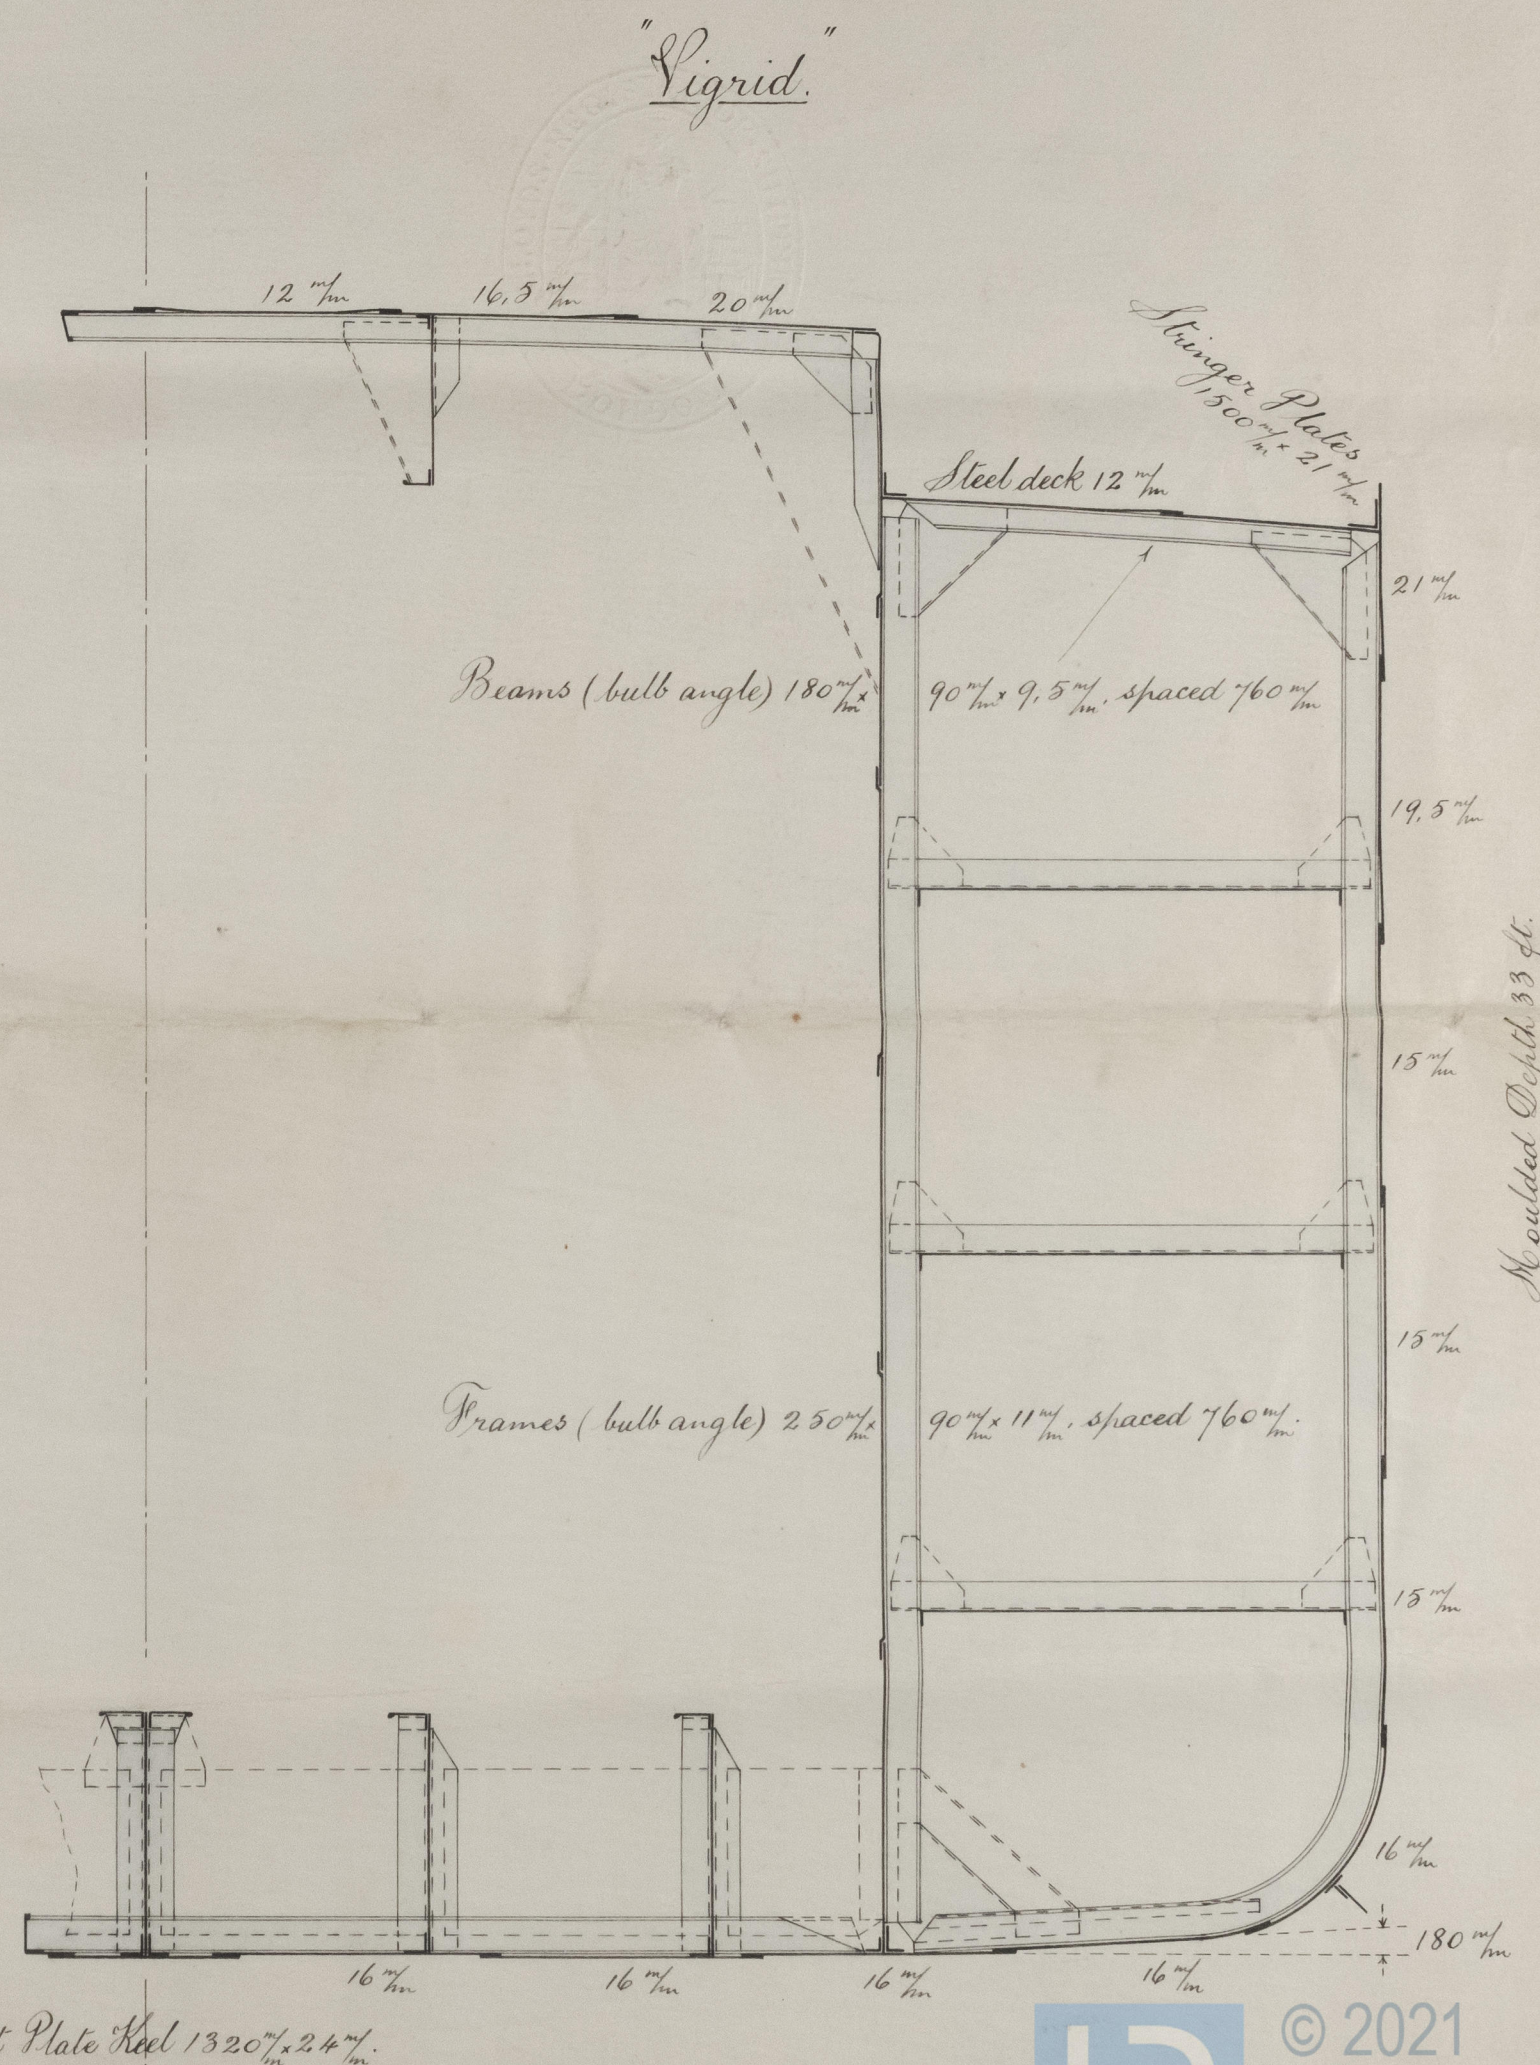 "Vigrid."
12 m/m
16,5 m/m
20 m/m
Stringer Plates
1500 m/m × 21 m/m
Steel deck 12 m/m
21 m/m
Beams (bulb angle) 180 m/m × 90 m/m × 9,5 m/m, spaced 760 m/m
19,5 m/m
Moulded Depth 33 ft.
15 m/m
15 m/m
Frames (bulb angle) 250 m/m × 90 m/m × 11 m/m, spaced 760 m/m.
15 m/m
16 m/m
180 m/m
16 m/m
16 m/m
16 m/m
16 m/m
t Plate Keel 1320 m/m × 24 m/m.
© 2021